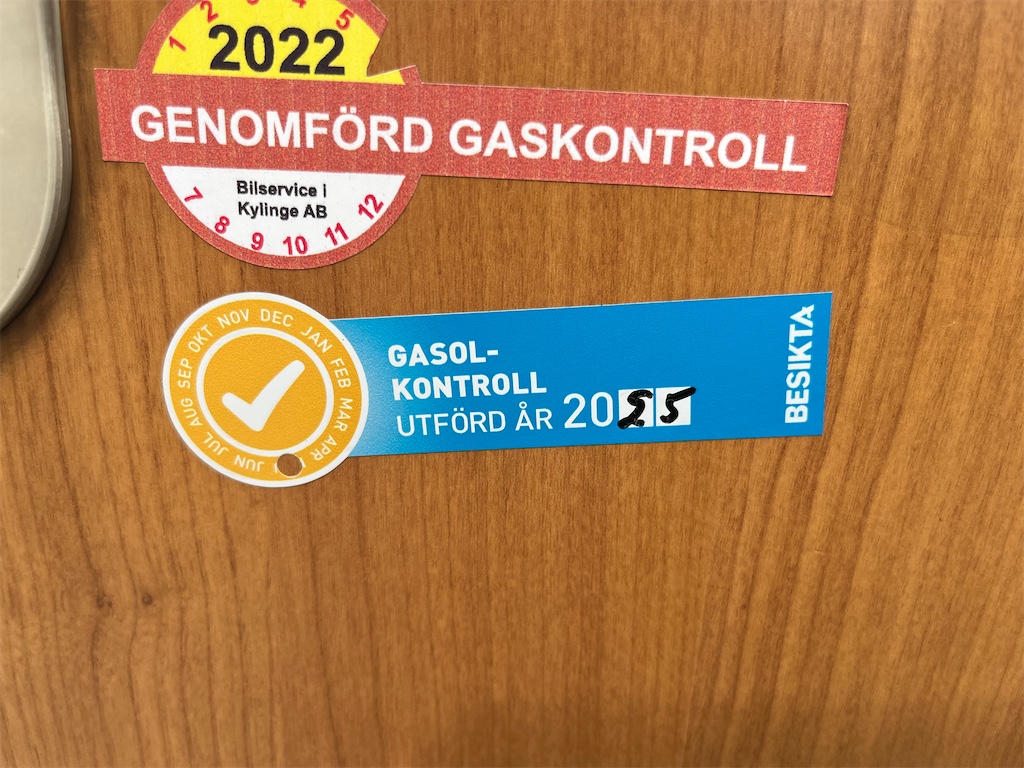 1 2 3 4 5
2022
GENOMFÖRD GASKONTROLL
Bilservice i
Kylinge AB
7 8 9 10 11 12
AUG SEP OKT NOV DEC JAN FEB MAR APR JUN JUL
GASOL-
KONTROLL
UTFÖRD ÅR 2025
BESIKTA